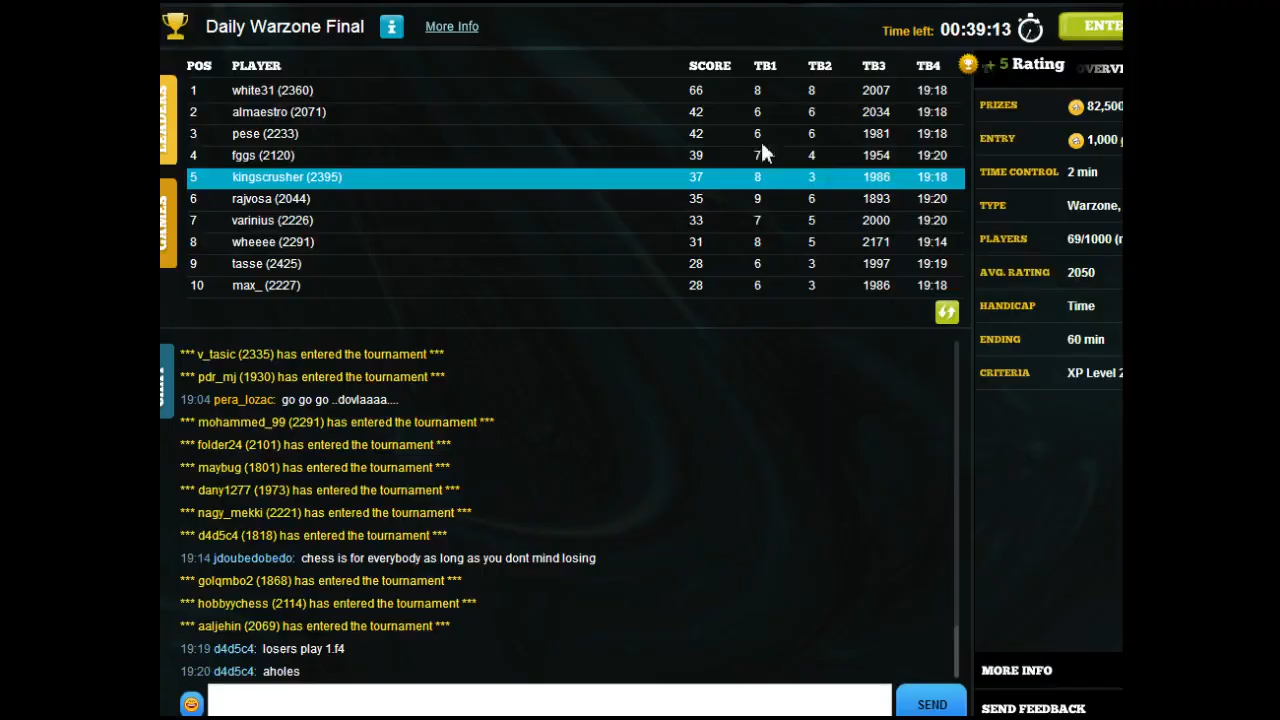 Daily Warzone Final More Info Time left: 00:39:13
POS PLAYER SCORE TB1 TB2 TB3 TB4
1 white31 (2360) 66 8 8 2007 19:18
2 almaestro (2071) 42 6 6 2034 19:18
3 pese (2233) 42 6 6 1981 19:18
4 fggs (2120) 39 7 4 1954 19:20
5 kingscrusher (2395) 37 8 3 1986 19:18
6 rajvosa (2044) 35 9 6 1893 19:20
7 varinius (2226) 33 7 5 2000 19:20
8 wheeee (2291) 31 8 5 2171 19:14
9 tasse (2425) 28 6 3 1997 19:19
10 max_ (2227) 28 6 3 1986 19:18
LEADERS
GAMES
*** v_tasic (2335) has entered the tournament ***
*** pdr_mj (1930) has entered the tournament ***
19:04 pera_lozac: go go go ..dovlaaaa....
*** mohammed_99 (2291) has entered the tournament ***
*** folder24 (2101) has entered the tournament ***
*** maybug (1801) has entered the tournament ***
*** dany1277 (1973) has entered the tournament ***
*** nagy_mekki (2221) has entered the tournament ***
*** d4d5c4 (1818) has entered the tournament ***
19:14 jdoubedobedo: chess is for everybody as long as you dont mind losing
*** golqmbo2 (1868) has entered the tournament ***
*** hobbyychess (2114) has entered the tournament ***
*** aaljehin (2069) has entered the tournament ***
19:19 d4d5c4: losers play 1.f4
19:20 d4d5c4: aholes
SEND
ENTE
+ 5 Rating
OVERVI
PRIZES 82,500
ENTRY 1,000
TIME CONTROL 2 min
TYPE Warzone,
PLAYERS 69/1000
AVG. RATING 2050
HANDICAP Time
ENDING 60 min
CRITERIA XP Level 2
MORE INFO
SEND FEEDBACK